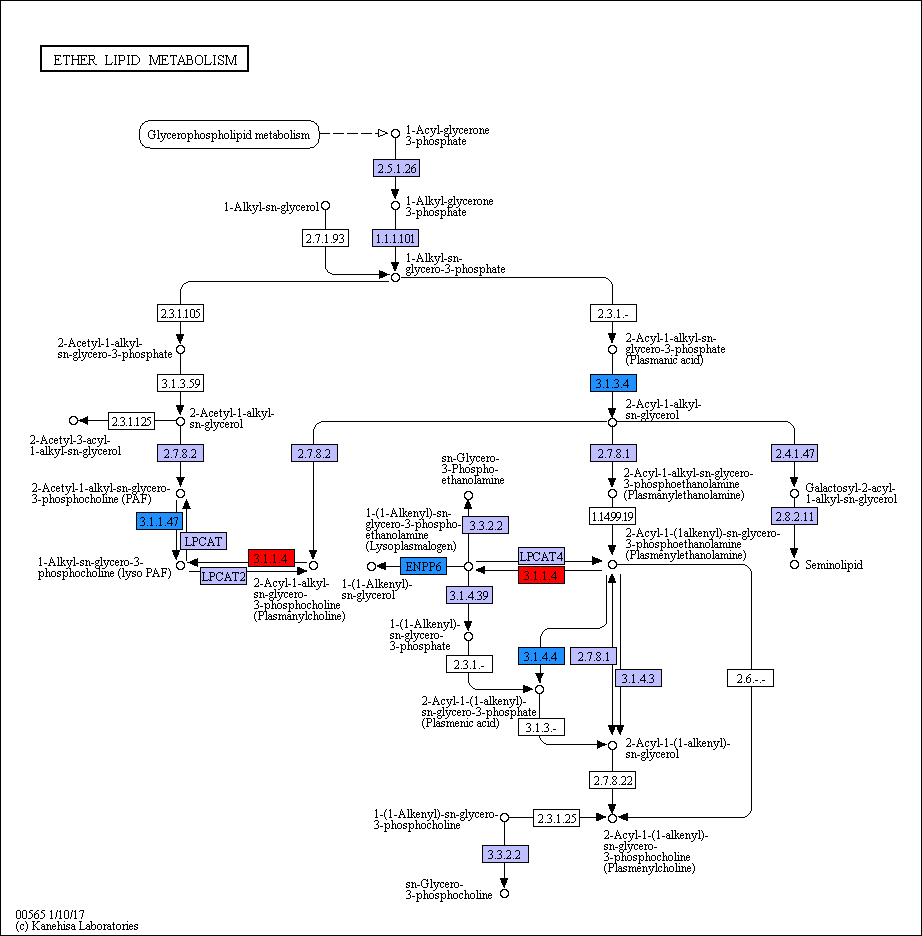 ETHER LIPID METABOLISM
Glycerophospholipid metabolism
1-Acyl-glycerone
3-phosphate
2.5.1.26
1-Alkyl-sn-glycerol
1-Alkyl-glycerone
3-phosphate
2.7.1.93
1.1.1.101
1-Alkyl-sn-
glycero-3-phosphate
2.3.1.105
2.3.1.-
2-Acetyl-1-alkyl-
sn-glycero-3-phosphate
2-Acyl-1-alkyl-sn-
glycero-3-phosphate
(Plasmanic acid)
3.1.3.59
3.1.3.4
2.3.1.125
2-Acetyl-1-alkyl-
sn-glycerol
2-Acyl-1-alkyl-
sn-glycerol
2-Acetyl-3-acyl-
1-alkyl-sn-glycerol
2.7.8.2
2.7.8.2
2.7.8.1
2.4.1.47
sn-Glycero-
3-Phospho-
ethanolamine
2-Acetyl-1-alkyl-sn-glycero-
3-phosphocholine (PAF)
2-Acyl-1-alkyl-sn-glycero-
3-phosphoethanolamine
(Plasmanylethanolamine)
Galactosyl-2-acyl-
1-alkyl-sn-glycerol
3.1.1.47
1-(1-Alkenyl)-sn-
glycero-3-phospho-
ethanolamine
(Lysoplasmalogen)
3.3.2.2
1.14.99.19
2.8.2.11
LPCAT
2-Acyl-1-(1alkenyl)-sn-glycero-
3-phosphoethanolamine
(Plasmenylethanolamine)
1-Alkyl-sn-glycero-3-
phosphocholine (lyso PAF)
3.1.1.4
LPCAT2
ENPP6
LPCAT4
3.1.1.4
Seminolipid
2-Acyl-1-alkyl-
sn-glycero-
3-phosphocholine
(Plasmanylcholine)
1-(1-Alkenyl)-
sn-glycerol
3.1.4.39
1-(1-Alkenyl)-
sn-glycero-
3-phosphate
2.3.1.-
3.1.4.4
2.7.8.1
3.1.4.3
2.6.-.-
2-Acyl-1-(1-alkenyl)-
sn-glycero-3-phosphate
(Plasmenic acid)
3.1.3.-
2-Acyl-1-(1-alkenyl)-
sn-glycerol
2.7.8.22
1-(1-Alkenyl)-sn-glycero-
3-phosphocholine
2.3.1.25
2-Acyl-1-(1-alkenyl)-
sn-glycero-
3-phosphocholine
(Plasmenylcholine)
3.3.2.2
sn-Glycero-
3-phosphocholine
00565 1/10/17
(c) Kanehisa Laboratories